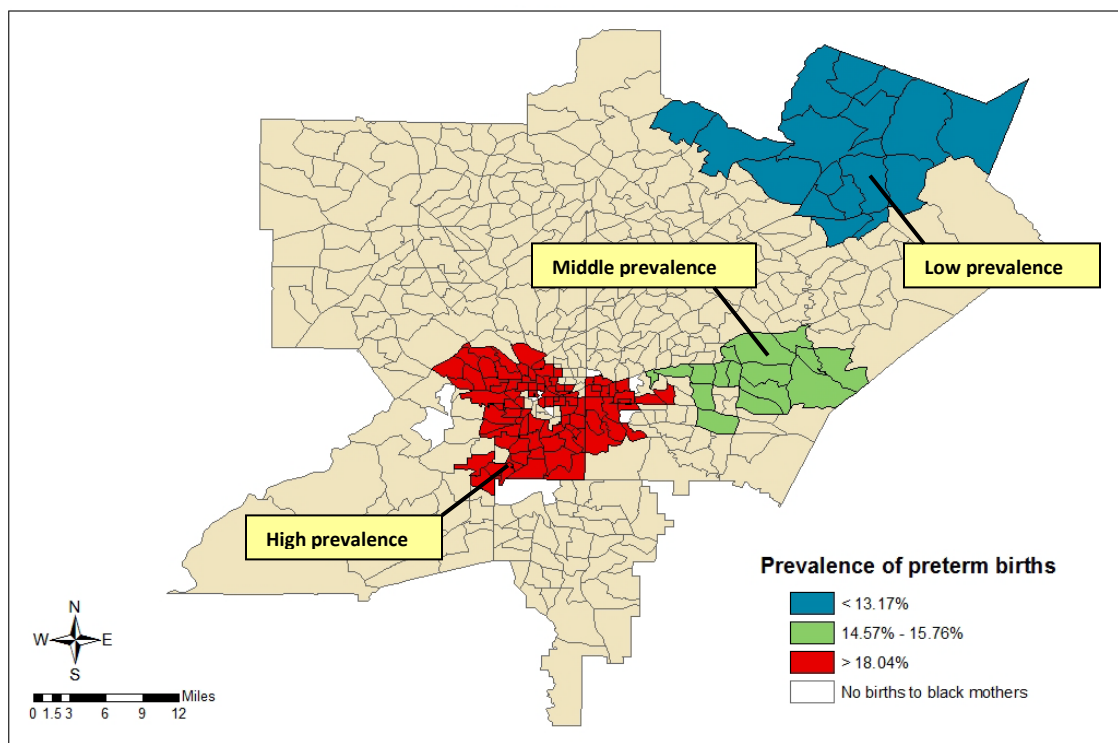 Middle prevalence
Low prevalence
High prevalence
Prevalence of preterm births
< 13.17%
14.57% - 15.76%
> 18.04%
No births to black mothers
N
W E
S
Miles
0 1.5 3 6 9 12